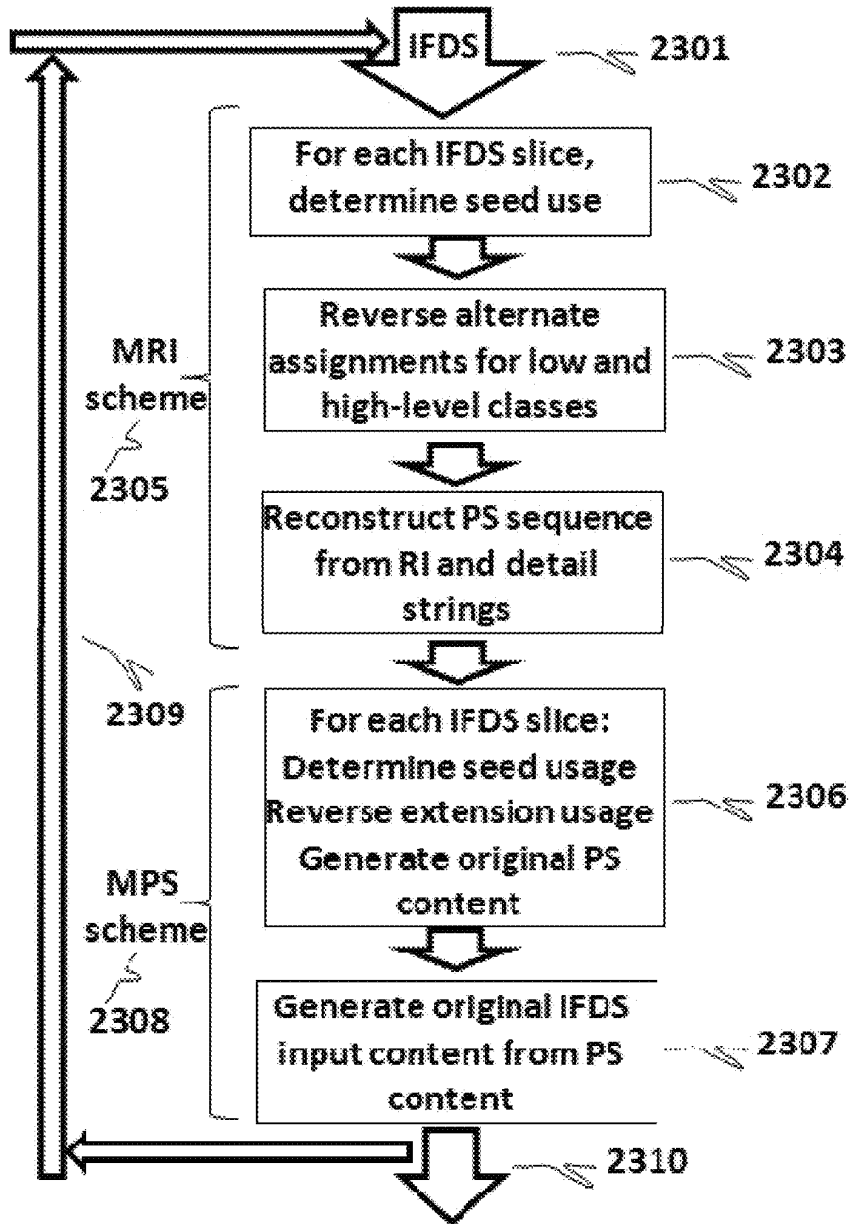 IFDS
2301
For each IFDS slice,
determine seed use
2302
Reverse alternate
assignments for low and
high-level classes
2303
MRI
scheme
2305
Reconstruct PS sequence
from RI and detail
strings
2304
2309
For each IFDS slice:
Determine seed usage
Reverse extension usage
Generate original PS
content
2306
MPS
scheme
2308
Generate original IFDS
input content from PS
content
2307
2310